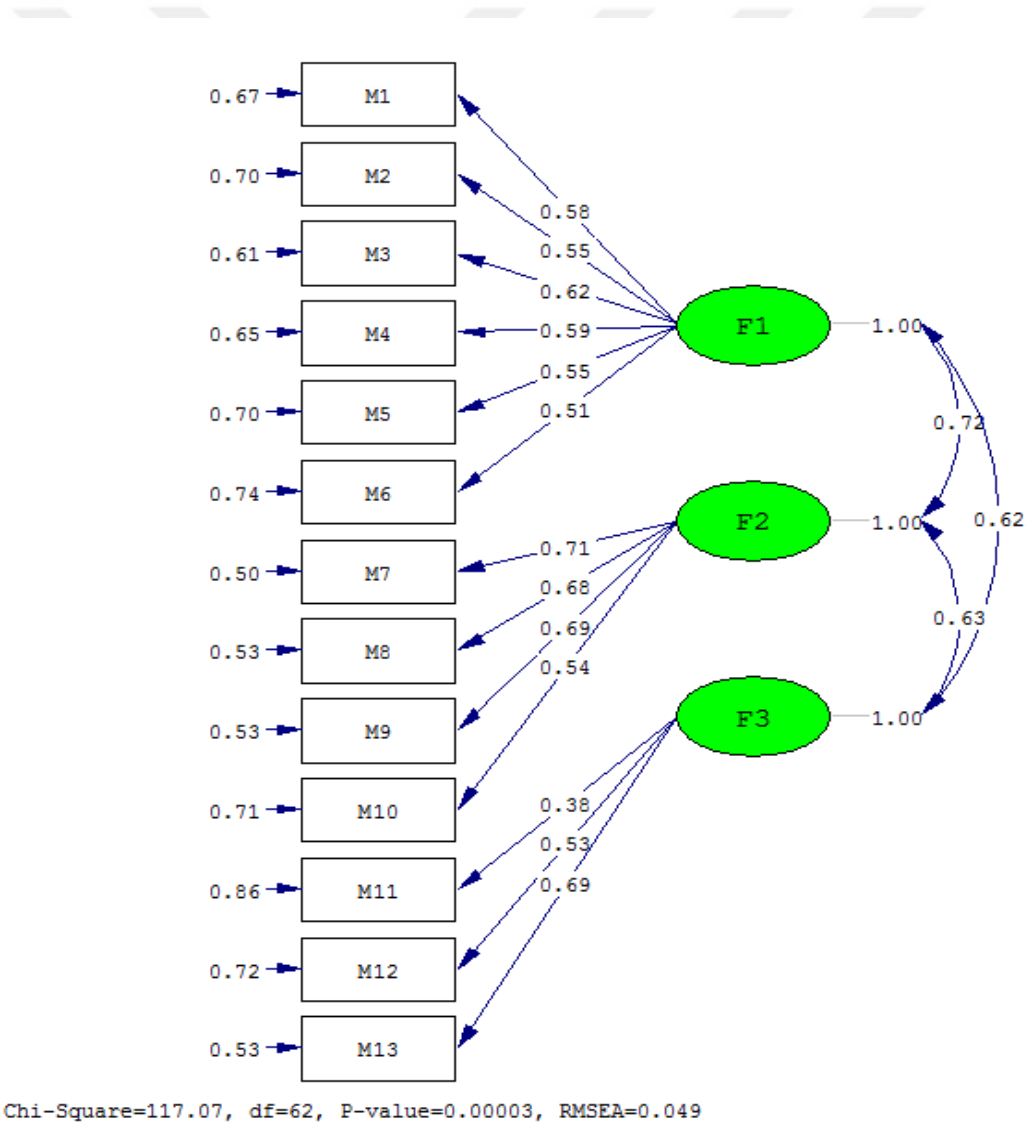 0.67 M1
0.58
0.70 M2
0.55
0.61 M3
0.62
0.65 M4
0.59
F1 1.00
0.70 M5
0.55
0.51
0.72
0.74 M6
0.50 M7
0.71
F2 1.00
0.62
0.53 M8
0.68
0.69
0.54
0.63
0.53 M9
F3 1.00
0.71 M10
0.38
0.53
0.86 M11
0.69
0.72 M12
0.53 M13
Chi-Square=117.07, df=62, P-value=0.00003, RMSEA=0.049